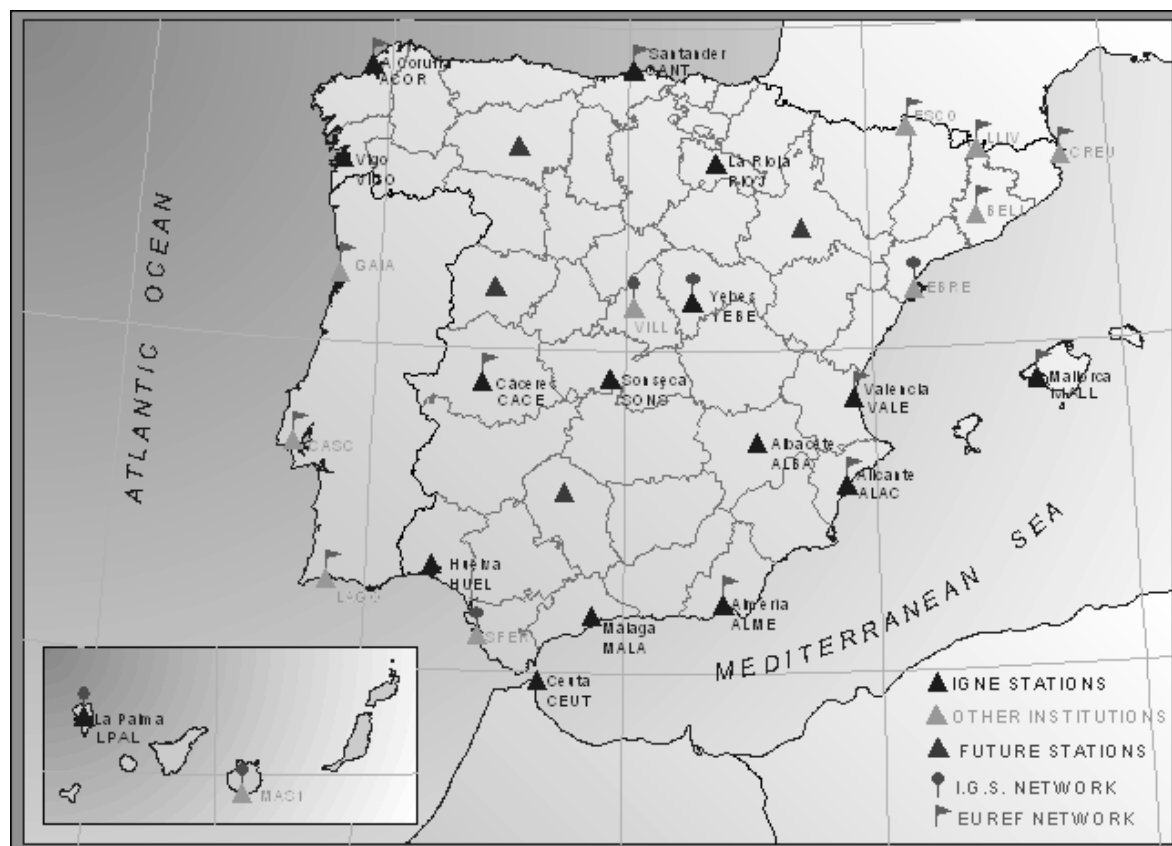 A Coruña
ACOR
Santander
CANT
ESCO
LLIV
CREU
Vigo
VIGO
La Rioja
RIOJ
BELL
ATLANTIC OCEAN
GAIA
EBRE
VILL
Yebes
YEBE
Cáceres
CACE
Sonseca
SONS
Valencia
VALE
Mallorca
MALL
CASC
Albacete
ALBA
Alicante
ALAC
Huelva
HUEL
LAGO
SFER
Málaga
MALA
Almería
ALME
MEDITERRANEAN SEA
Ceuta
CEUT
La Palma
LPAL
MAS1
IGNE STATIONS
OTHER INSTITUTIONS
FUTURE STATIONS
I.G.S. NETWORK
EUREF NETWORK